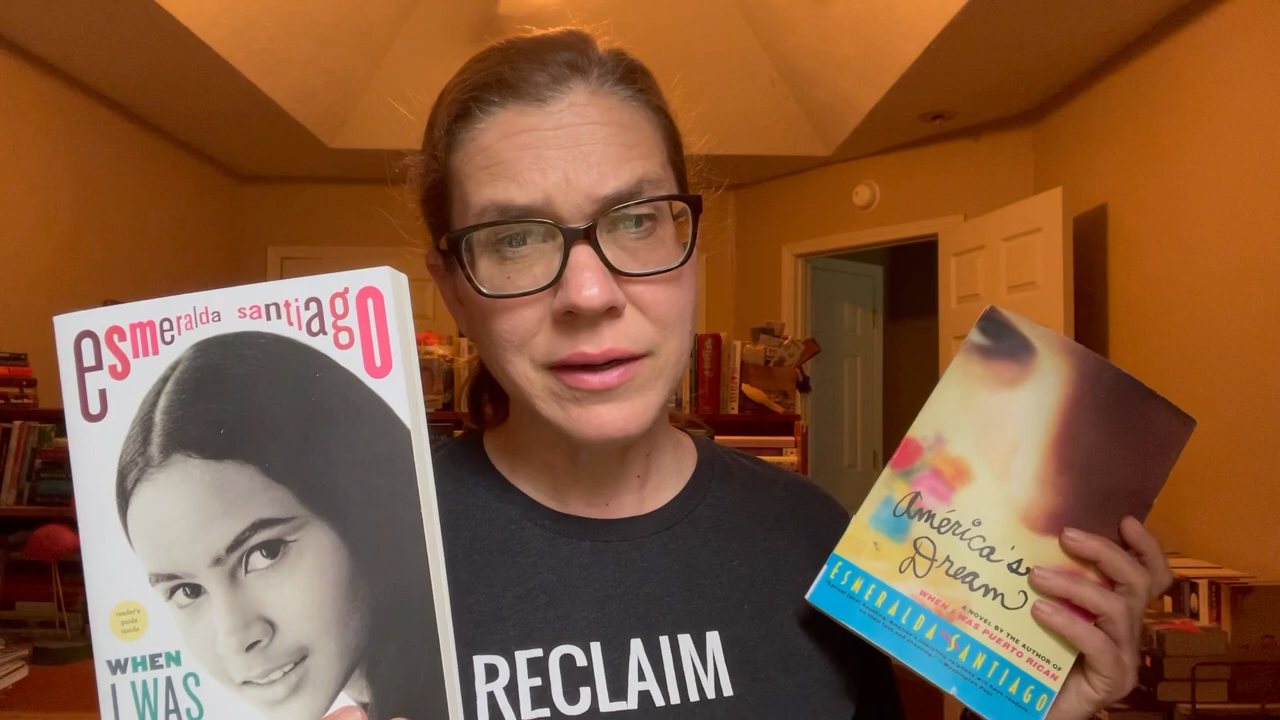 esmeralda santiago
reader's
guide
inside
WHEN
I WAS
RECLAIM
América's
Dream
A NOVEL BY THE AUTHOR OF
WHEN I WAS PUERTO RICAN
ESMERALDA SANTIAGO